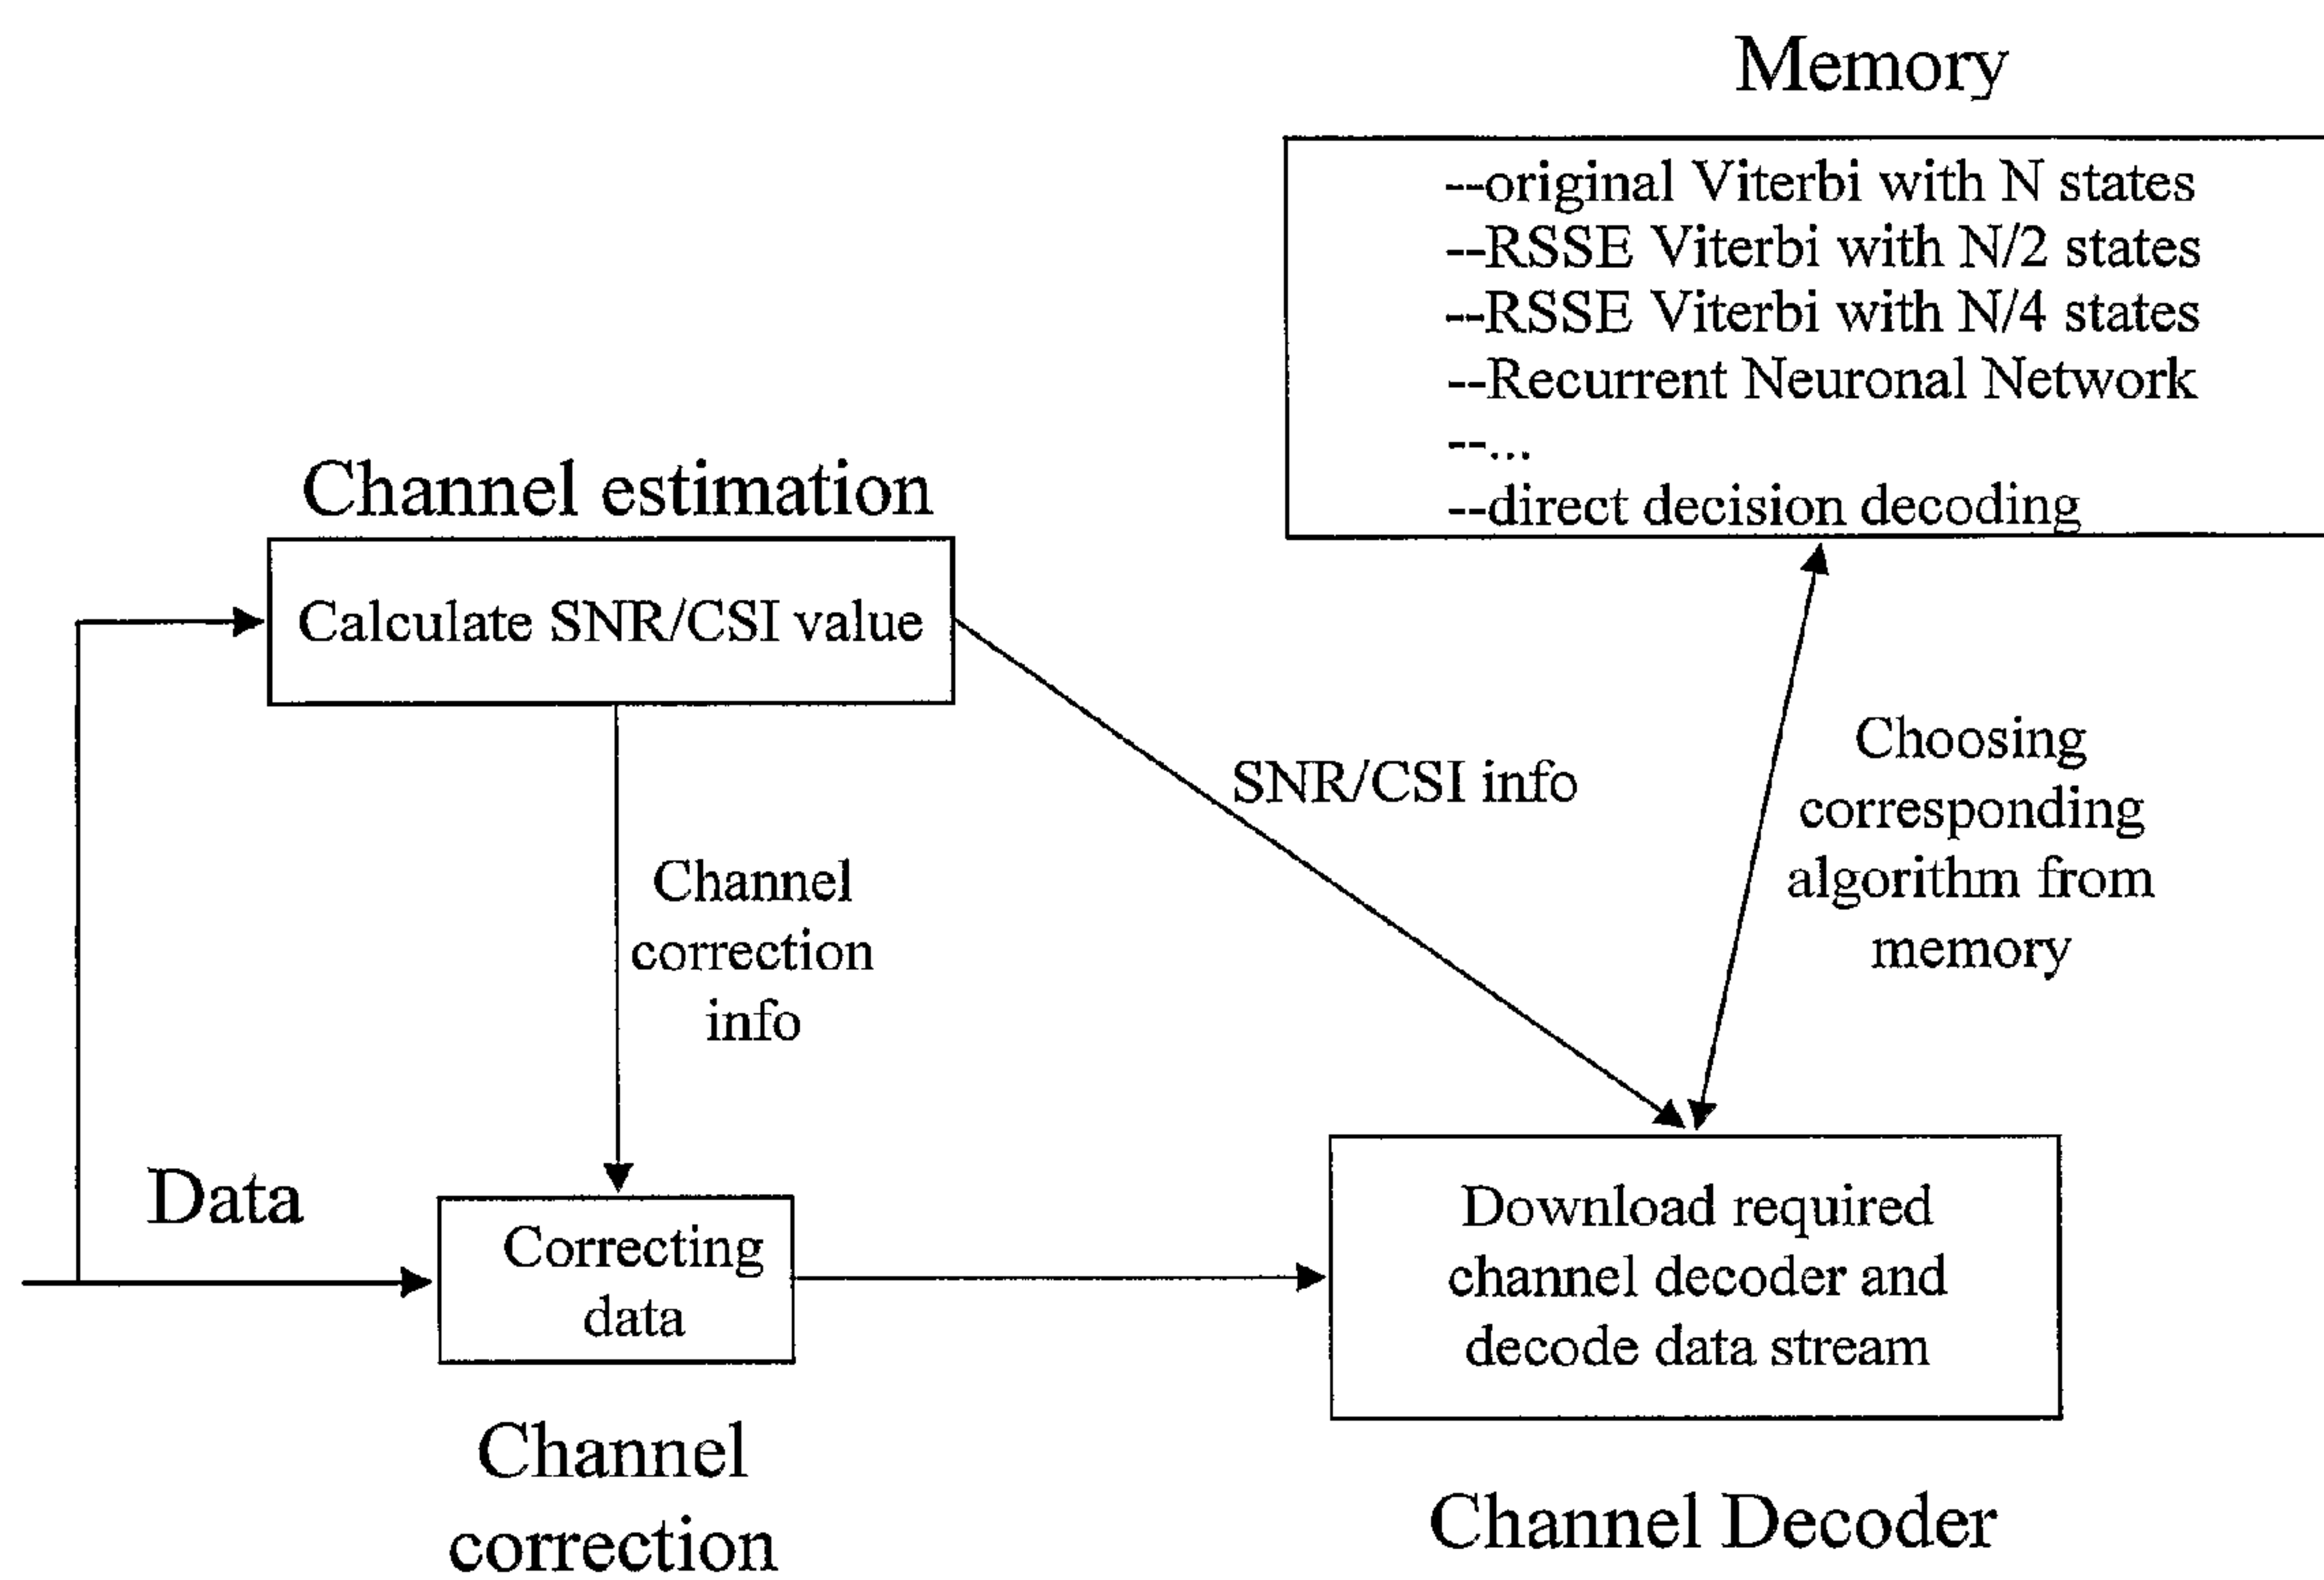 Memory
--original Viterbi with N states
--RSSE Viterbi with N/2 states
--RSSE Viterbi with N/4 states
--Recurrent Neuronal Network
--...
--direct decision decoding
Channel estimation
Calculate SNR/CSI value
SNR/CSI info
Choosing
corresponding
algorithm from
memory
Channel
correction
info
Data
Correcting
data
Channel
correction
Download required
channel decoder and
decode data stream
Channel Decoder